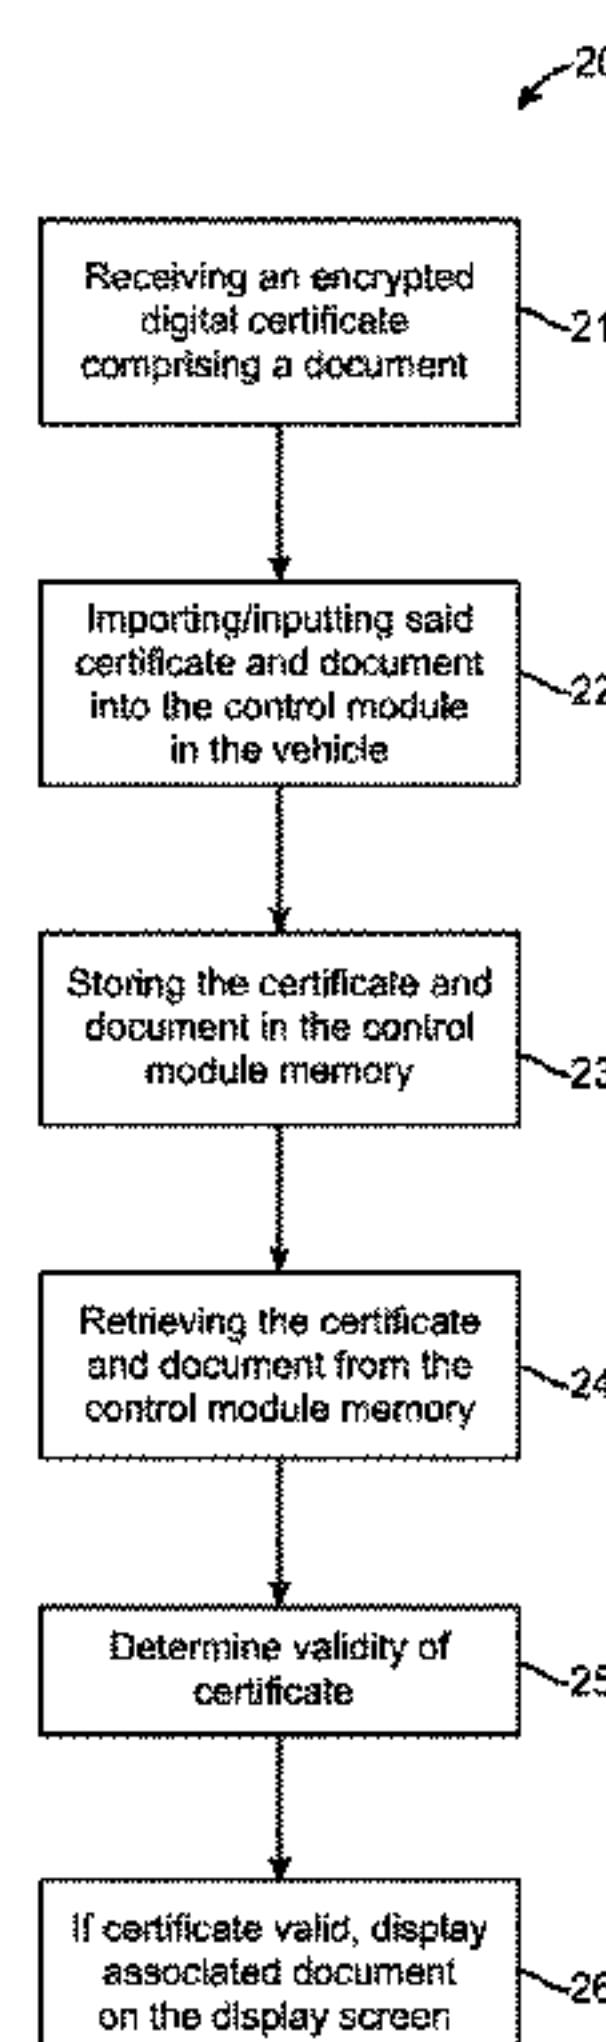 20
Receiving an encrypted
digital certificate
comprising a document
21
Importing/inputting said
certificate and document
into the control module
in the vehicle
22
Storing the certificate and
document in the control
module memory
23
Retrieving the certificate
and document from the
control module memory
24
Determine validity of
certificate
25
If certificate valid, display
associated document
on the display screen
26